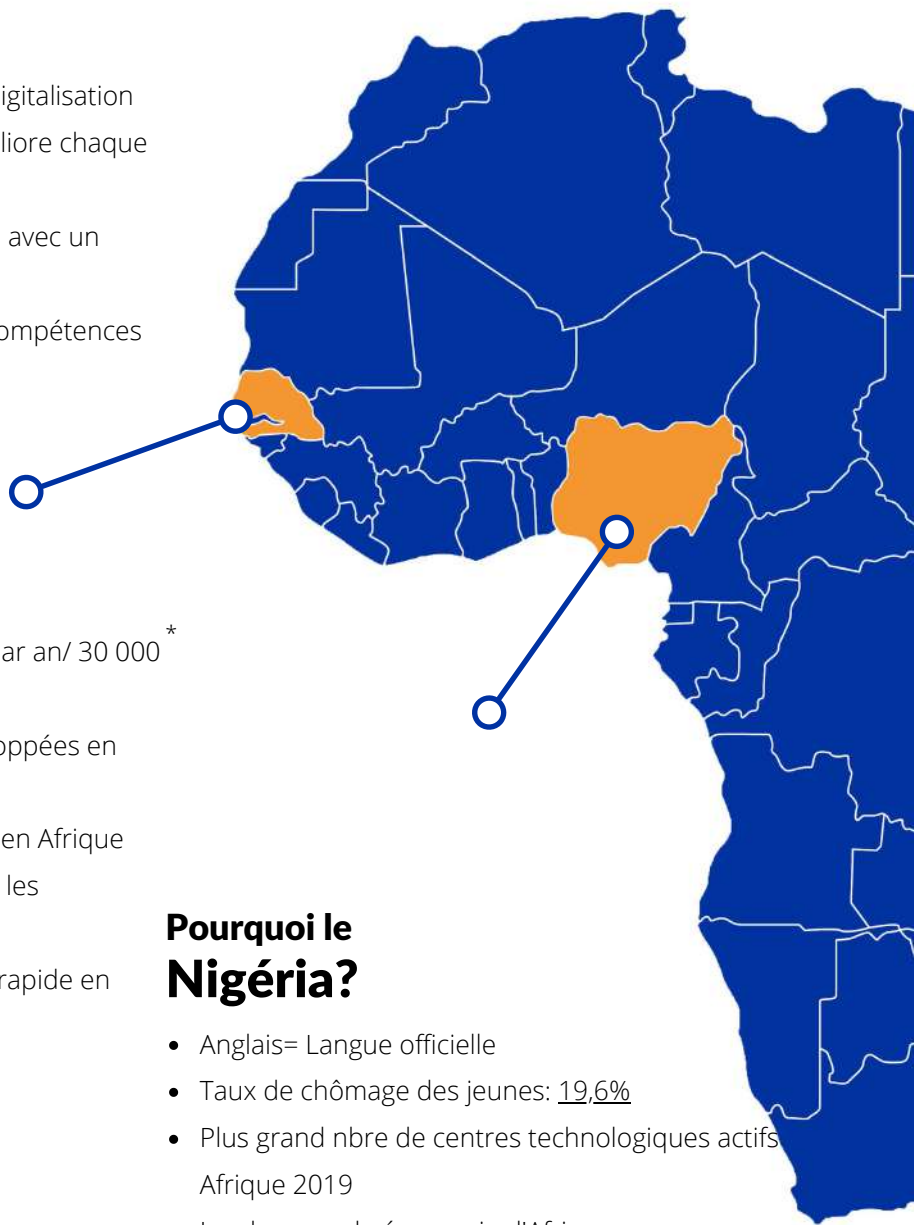 igitalisation
liore chaque
avec un
ompétences
ar an/ 30 000 *
oppées en
en Afrique
les
rapide en
Pourquoi le
Nigéria?
• Anglais= Langue officielle
• Taux de chômage des jeunes: 19,6%
• Plus grand nbre de centres technologiques actifs
Afrique 2019